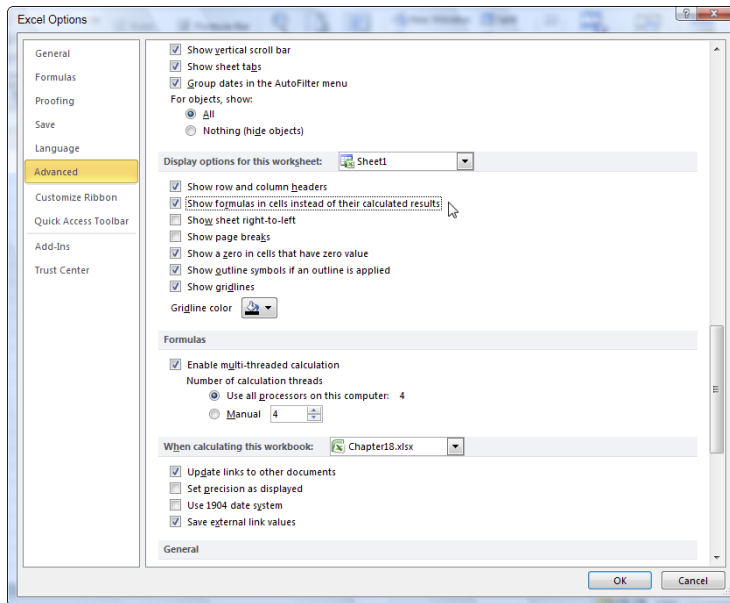 Excel Options
General
Formulas
Proofing
Save
Language
Advanced
Customize Ribbon
Quick Access Toolbar
Add-Ins
Trust Center
Show vertical scroll bar
Show sheet tabs
Group dates in the AutoFilter menu
For objects, show:
All
Nothing (hide objects)
Display options for this worksheet: Sheet1
Show row and column headers
Show formulas in cells instead of their calculated results
Show sheet right-to-left
Show page breaks
Show a zero in cells that have zero value
Show outline symbols if an outline is applied
Show gridlines
Gridline color
Formulas
Enable multi-threaded calculation
Number of calculation threads
Use all processors on this computer: 4
Manual 4
When calculating this workbook: Chapter18.xlsx
Update links to other documents
Set precision as displayed
Use 1904 date system
Save external link values
General
OK Cancel